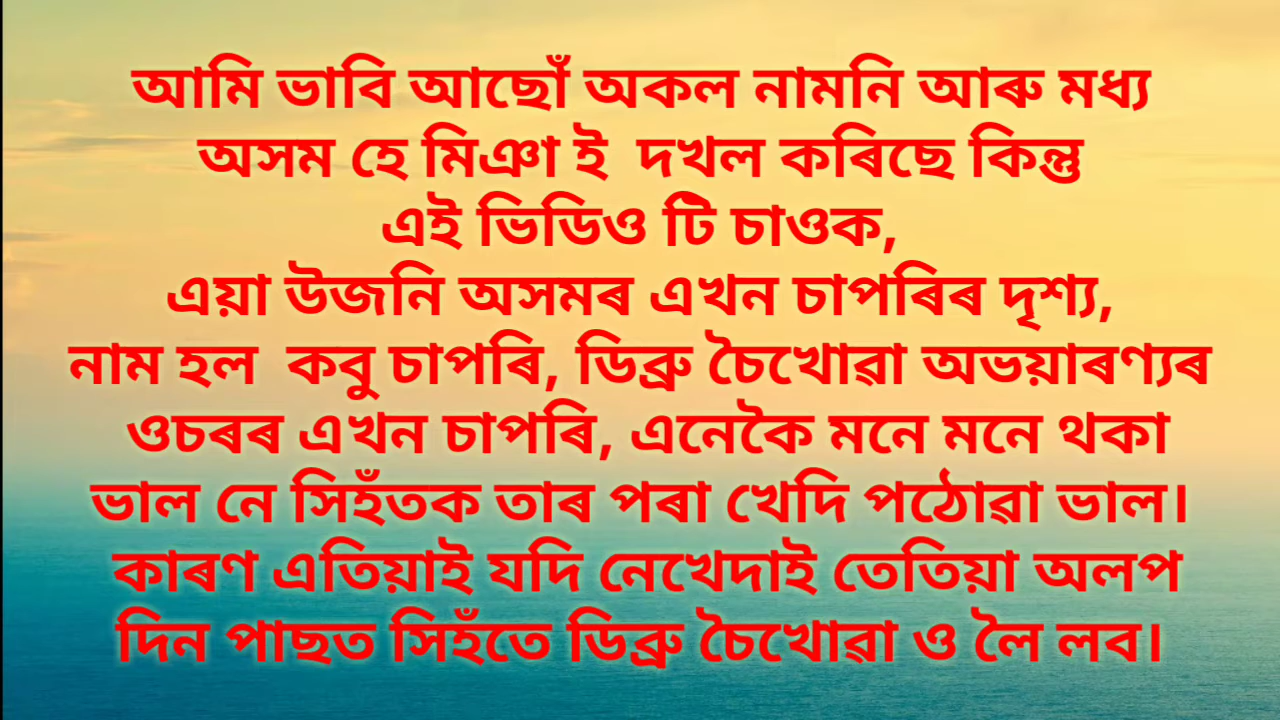 আমি ভাবি আছোঁ অকল নামনি আৰু মধ্য
অসম হে মিঞা ই দখল কৰিছে কিন্তু
এই ভিডিও টি চাওক,
এয়া উজনি অসমৰ এখন চাপৰিৰ দৃশ্য,
নাম হল কবু চাপৰি, ডিব্ৰু চৈখোৱা অভয়াৰণ্যৰ
ওচৰৰ এখন চাপৰি, এনেকৈ মনে মনে থকা
ভাল নে সিহঁতক তাৰ পৰা খেদি পঠোৱা ভাল।
কাৰণ এতিয়াই যদি নেখেদাই তেতিয়া অলপ
দিন পাছত সিহঁতে ডিব্ৰু চৈখোৱা ও লৈ লব।